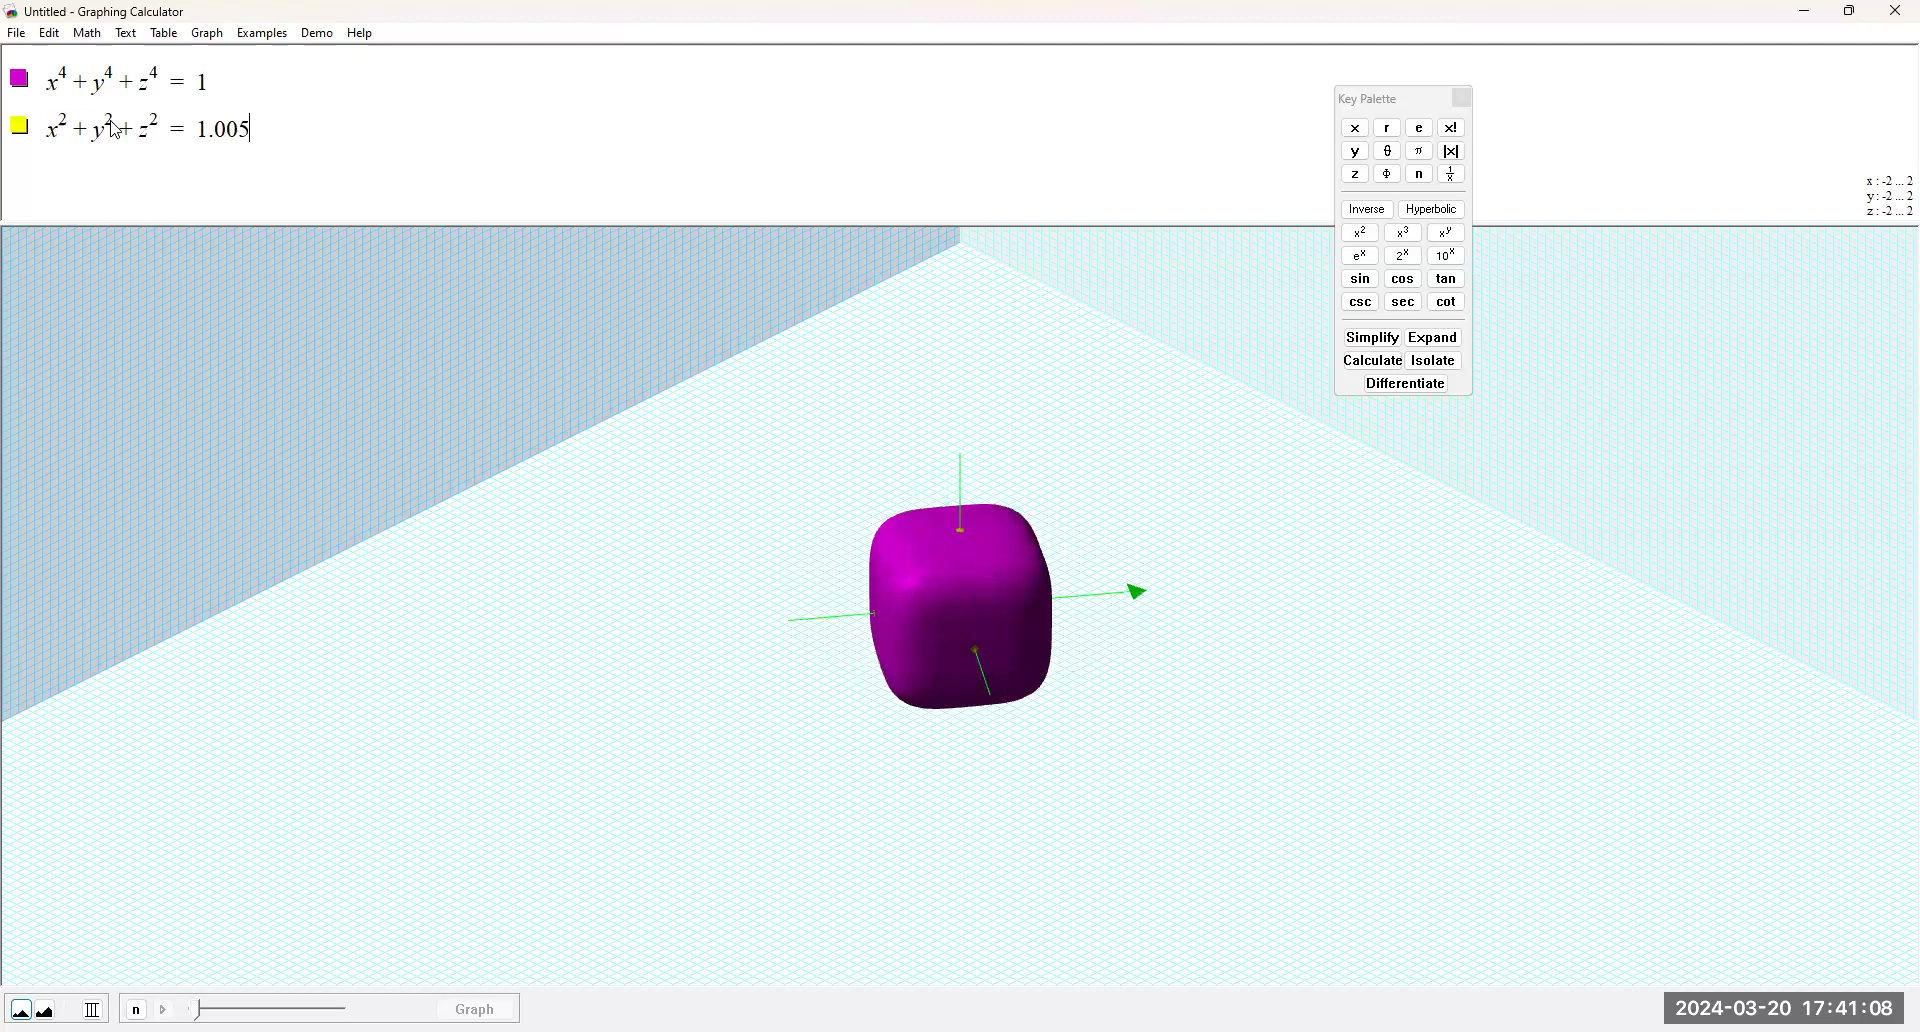 Untitled - Graphing Calculator
File Edit Math Text Table Graph Examples Demo Help
x⁴ + y⁴ + z⁴ = 1
x² + y² + z² = 1.005
x : -2 ... 2
y : -2 ... 2
z : -2 ... 2
Key Palette
x r e x!
y θ π |x|
z Φ n 1/x
Inverse Hyperbolic
x² x³ xʸ
eˣ 2ˣ 10ˣ
sin cos tan
csc sec cot
Simplify Expand
Calculate Isolate
Differentiate
n Graph
2024-03-20 17:41:08